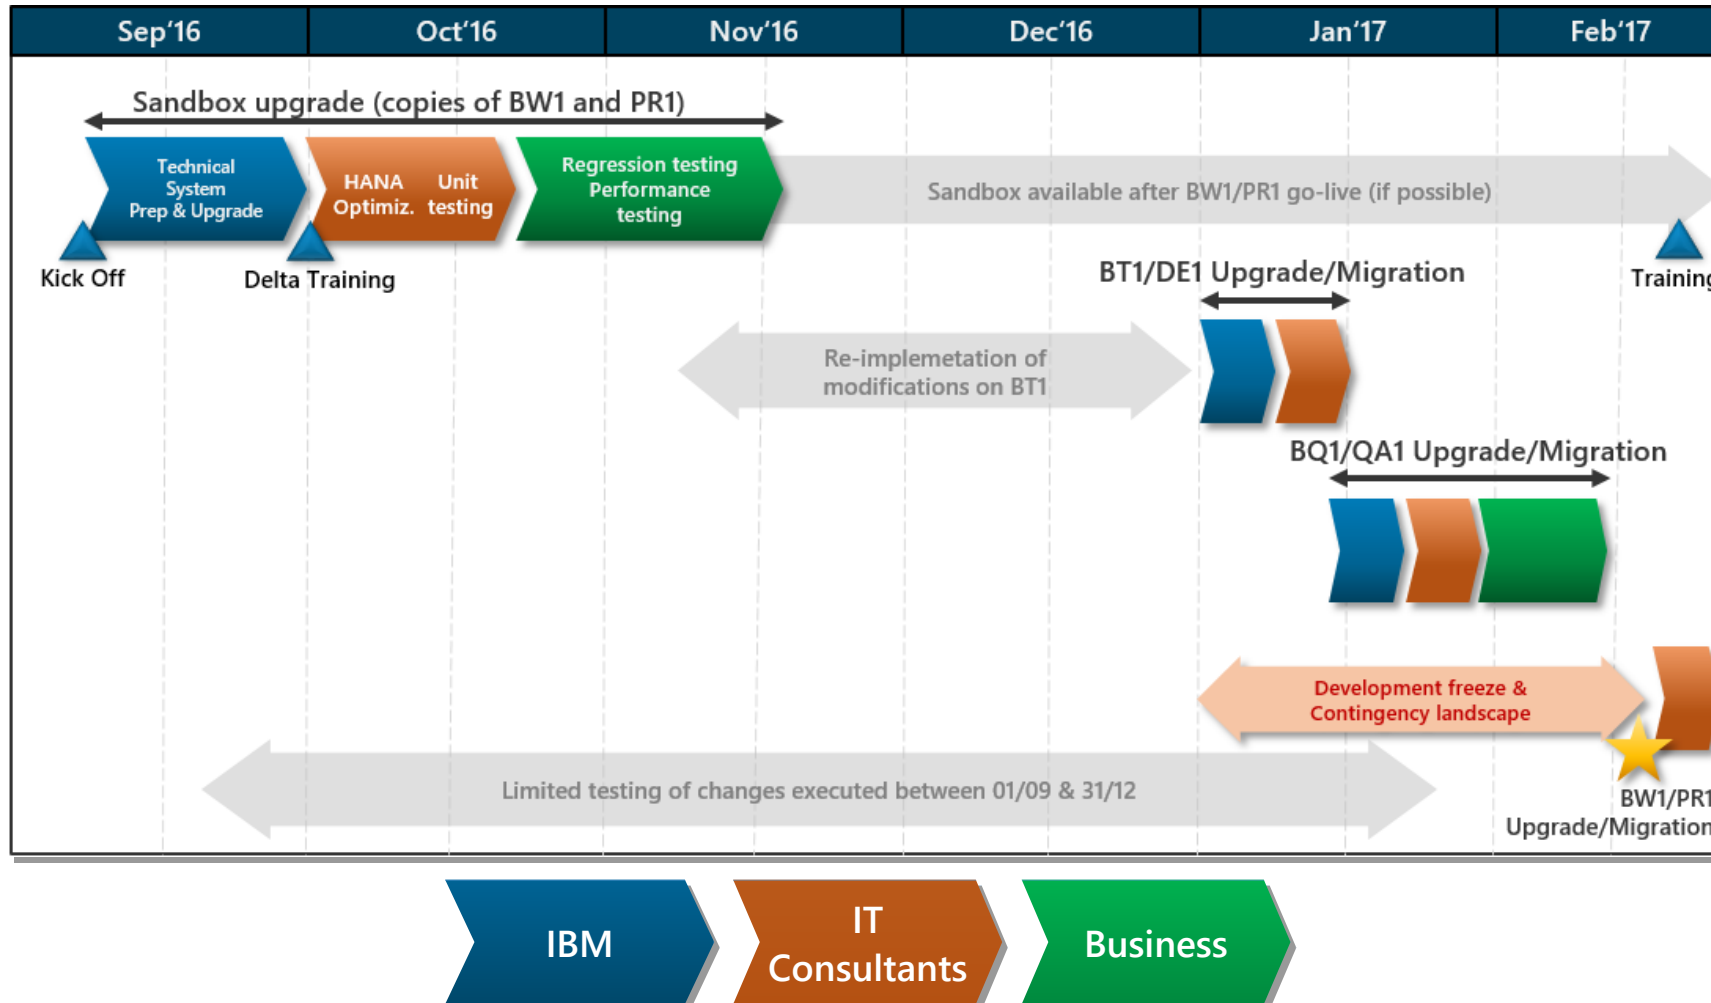 Sep‘16 Oct‘16 Nov‘16 Dec‘16 Jan‘17 Feb‘17
Sandbox upgrade (copies of BW1 and PR1)
Technical
System
Prep & Upgrade
HANA Unit
Optimiz. testing
Regression testing
Performance
testing
Sandbox available after BW1/PR1 go-live (if possible)
Kick Off
Delta Training
Training
BT1/DE1 Upgrade/Migration
Re-implemetation of
modifications on BT1
BQ1/QA1 Upgrade/Migration
Development freeze &
Contingency landscape
Limited testing of changes executed between 01/09 & 31/12
BW1/PR1
Upgrade/Migration
IBM
IT
Consultants
Business